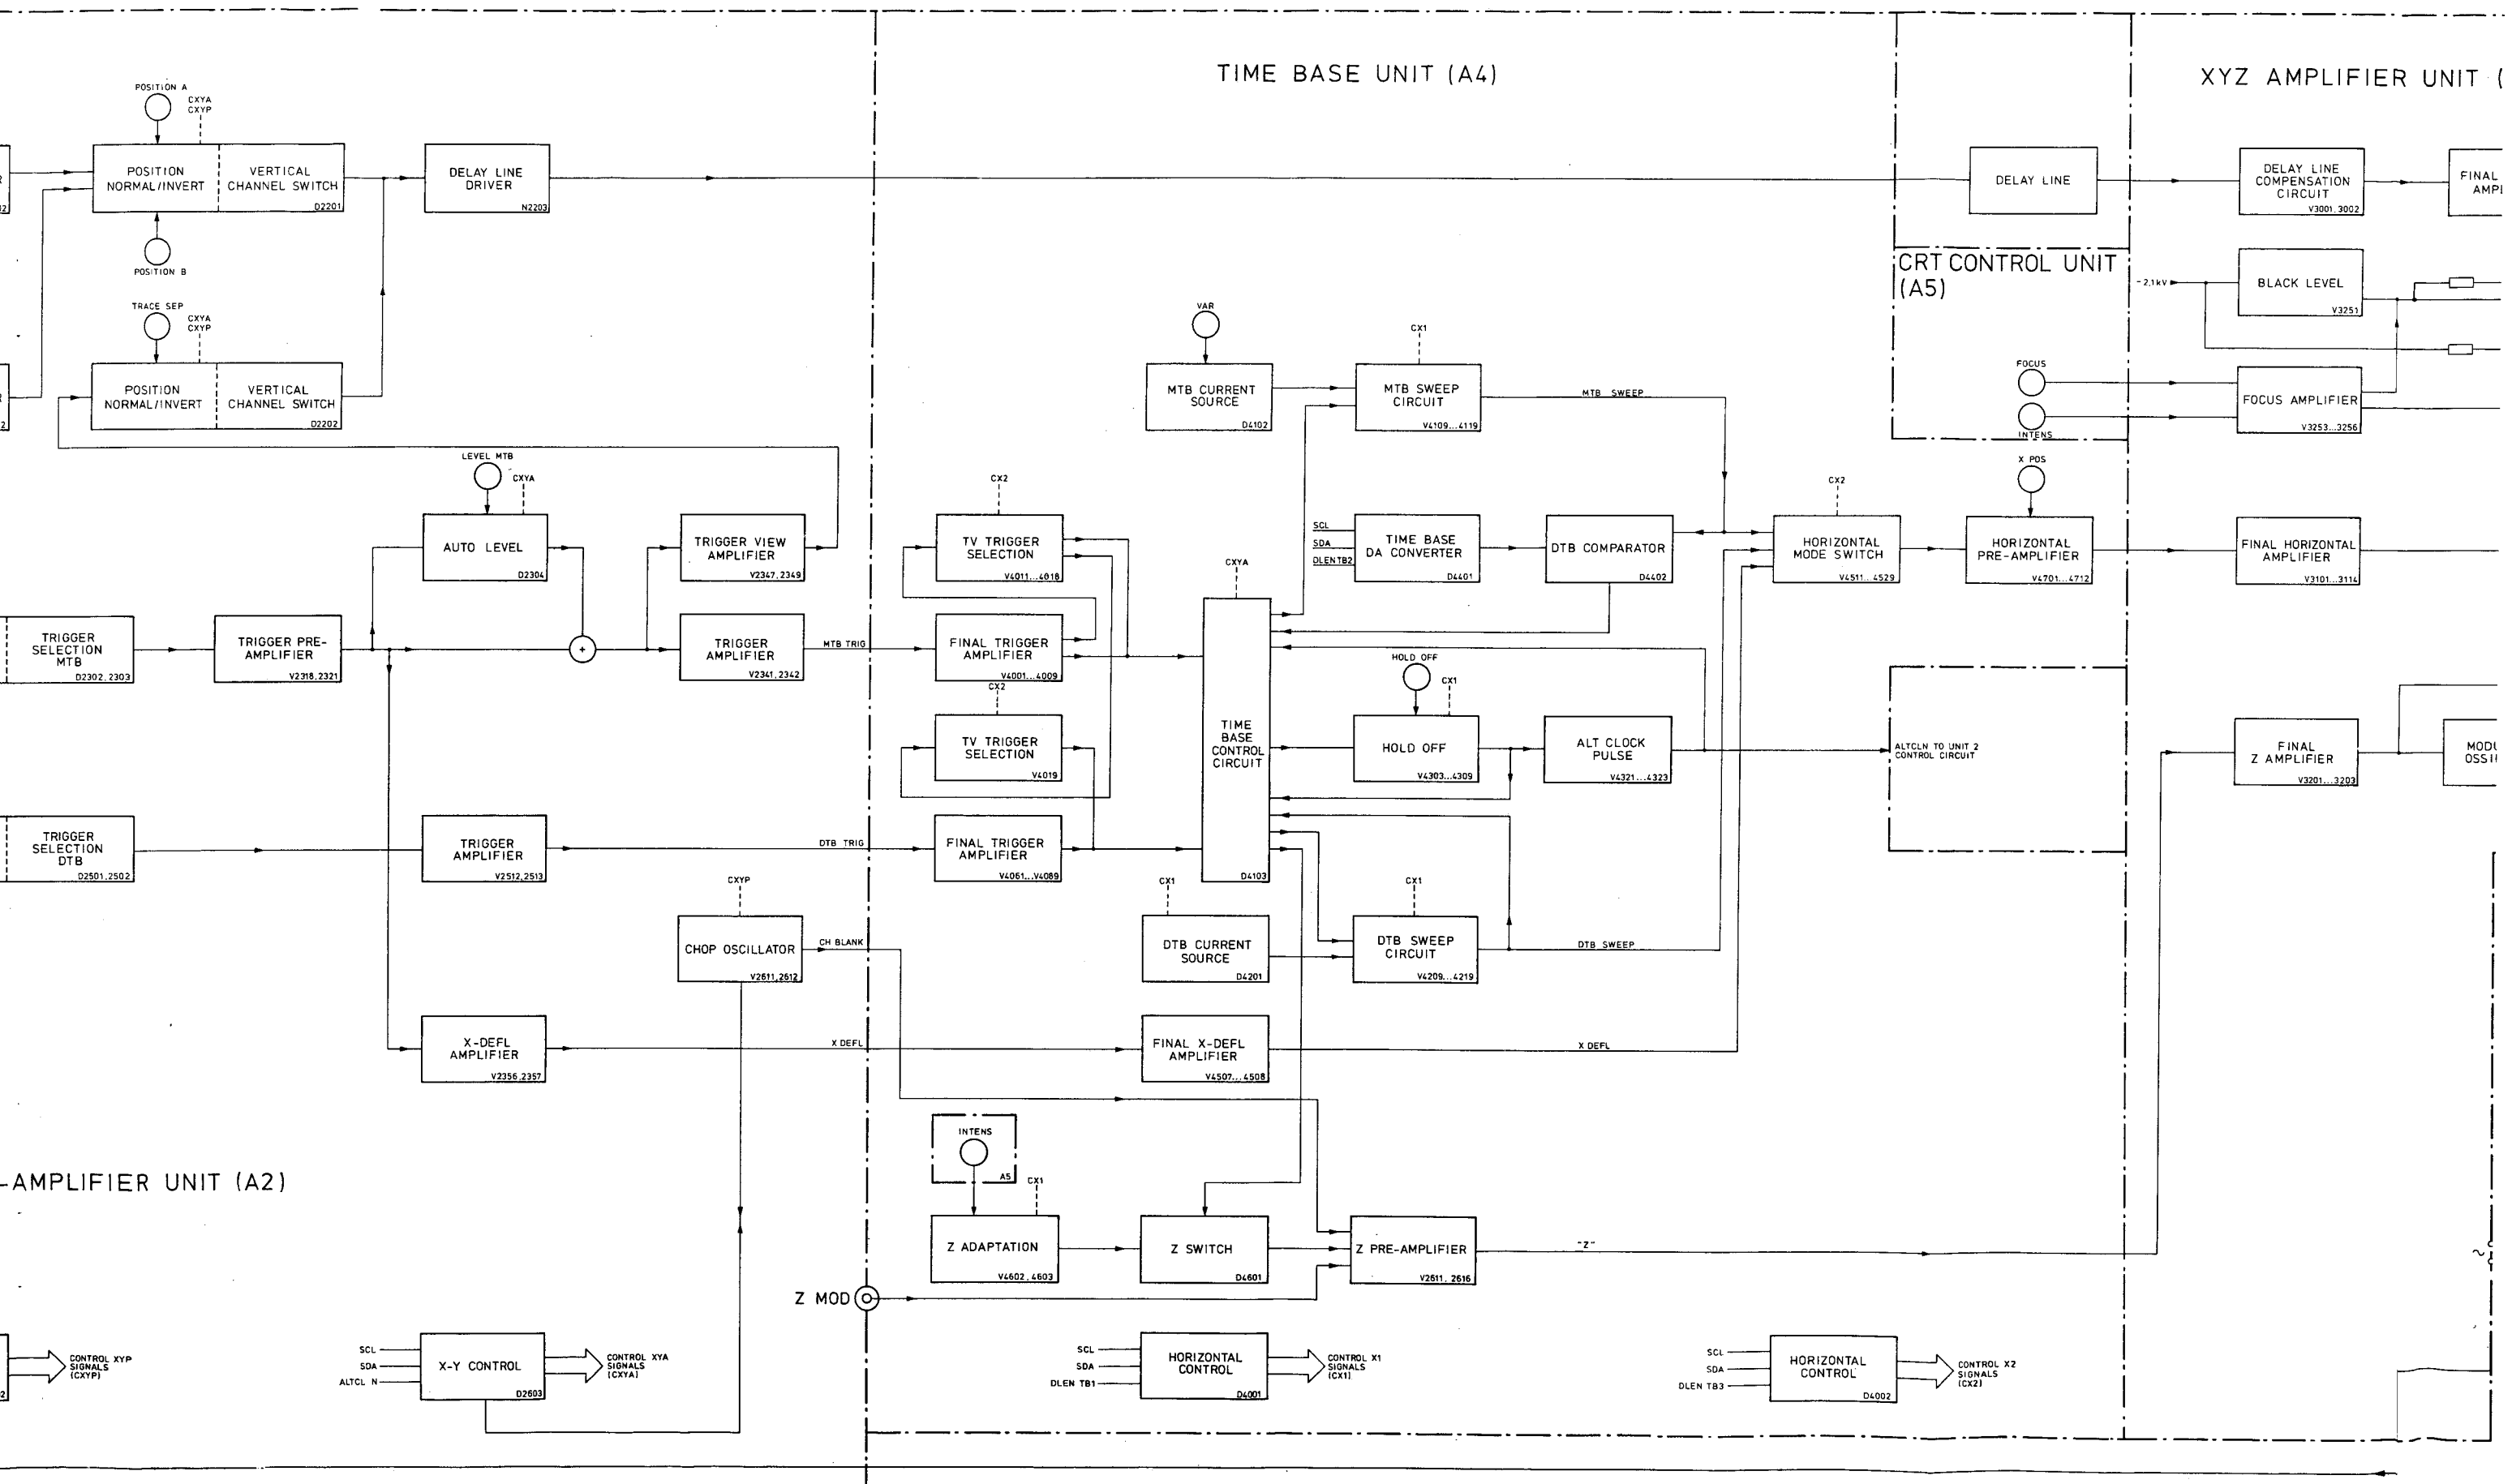 TIME BASE UNIT (A4)
XYZ AMPLIFIER UNIT (
POSITION A
CXYA
CXYP
POSITION
NORMAL/INVERT
VERTICAL
CHANNEL SWITCH
D2201
DELAY LINE
DRIVER
N2203
DELAY LINE
DELAY LINE
COMPENSATION
CIRCUIT
V3001,3002
FINAL
AMPL
POSITION B
CRT CONTROL UNIT
(A5)
-2,1kV
BLACK LEVEL
V3251
TRACE SEP
CXYA
CXYP
POSITION
NORMAL/INVERT
VERTICAL
CHANNEL SWITCH
D2202
VAR
MTB CURRENT
SOURCE
D4102
CX1
MTB SWEEP
CIRCUIT
V4109...4119
MTB SWEEP
FOCUS
INTENS
FOCUS AMPLIFIER
V3253...3256
LEVEL MTB
CXYA
AUTO LEVEL
D2304
TRIGGER VIEW
AMPLIFIER
V2347,2349
CX2
TV TRIGGER
SELECTION
V4011...4018
SCL
SDA
DLENTB2
TIME BASE
DA CONVERTER
D4401
DTB COMPARATOR
D4402
CX2
HORIZONTAL
MODE SWITCH
V4511...4529
X POS
HORIZONTAL
PRE-AMPLIFIER
V4701...4712
FINAL HORIZONTAL
AMPLIFIER
V3101...3114
TRIGGER
SELECTION
MTB
D2302,2303
TRIGGER PRE-
AMPLIFIER
V2318,2321
+
TRIGGER
AMPLIFIER
V2341,2342
MTB TRIG
FINAL TRIGGER
AMPLIFIER
V4001...4009
CXYA
TIME
BASE
CONTROL
CIRCUIT
D4103
CX2
TV TRIGGER
SELECTION
V4019
HOLD OFF
CX1
HOLD OFF
V4303...4309
ALT CLOCK
PULSE
V4321...4323
ALTCLN TO UNIT 2
CONTROL CIRCUIT
FINAL
Z AMPLIFIER
V3201...3203
TRIGGER
SELECTION
DTB
D2501,2502
TRIGGER
AMPLIFIER
V2512,2513
DTB TRIG
FINAL TRIGGER
AMPLIFIER
V4061...V4089
CXYP
CHOP OSCILLATOR
V2611,2612
CH BLANK
CX1
DTB CURRENT
SOURCE
D4201
CX1
DTB SWEEP
CIRCUIT
V4209...4219
DTB SWEEP
X-DEFL
AMPLIFIER
V2356,2357
X DEFL
FINAL X-DEFL
AMPLIFIER
V4507...4508
X DEFL
-AMPLIFIER UNIT (A2)
INTENS
A5
CX1
Z ADAPTATION
V4602,4603
Z SWITCH
D4601
Z PRE-AMPLIFIER
V2611,2616
"Z"
Z MOD
CONTROL XYP
SIGNALS
(CXYP)
SCL
SDA
ALTCL N
X-Y CONTROL
D2603
CONTROL XYA
SIGNALS
(CXYA)
SCL
SDA
DLEN TB1
HORIZONTAL
CONTROL
D4001
CONTROL X1
SIGNALS
(CX1)
SCL
SDA
DLEN TB3
HORIZONTAL
CONTROL
D4002
CONTROL X2
SIGNALS
(CX2)